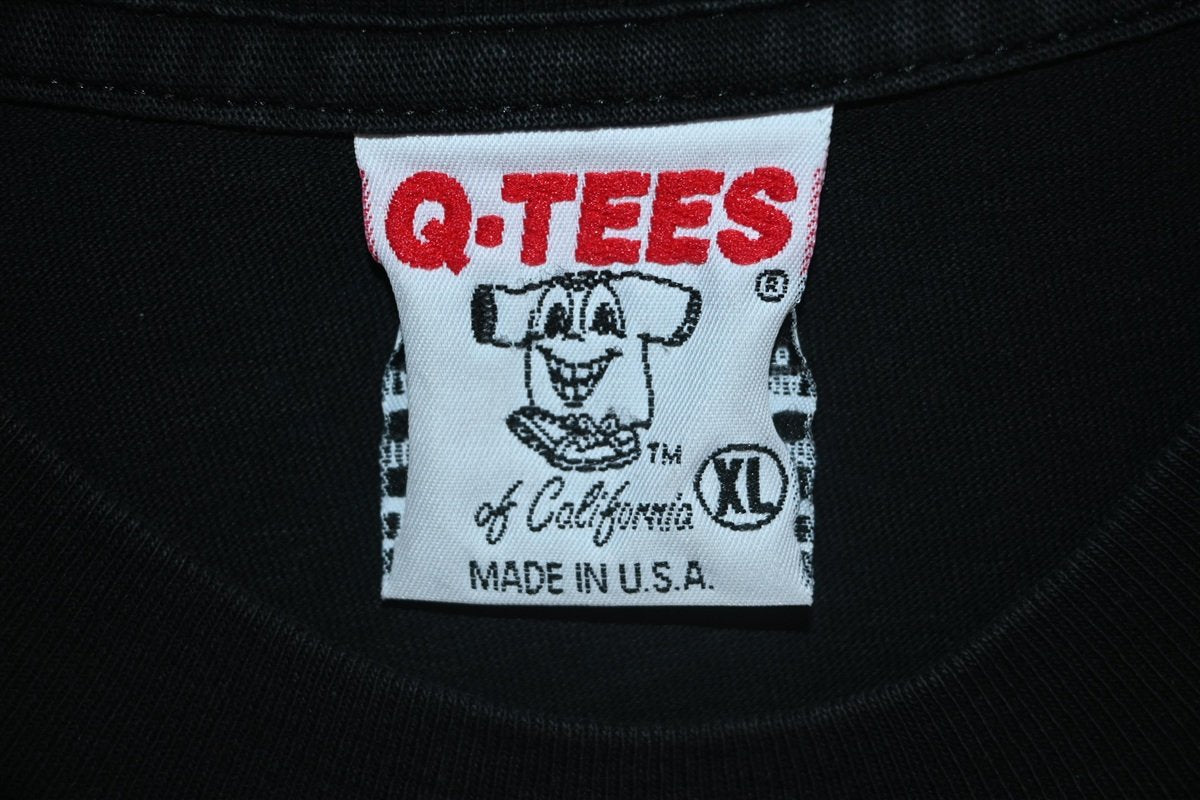 Q-TEES
®
TM
of California
XL
MADE IN U.S.A.